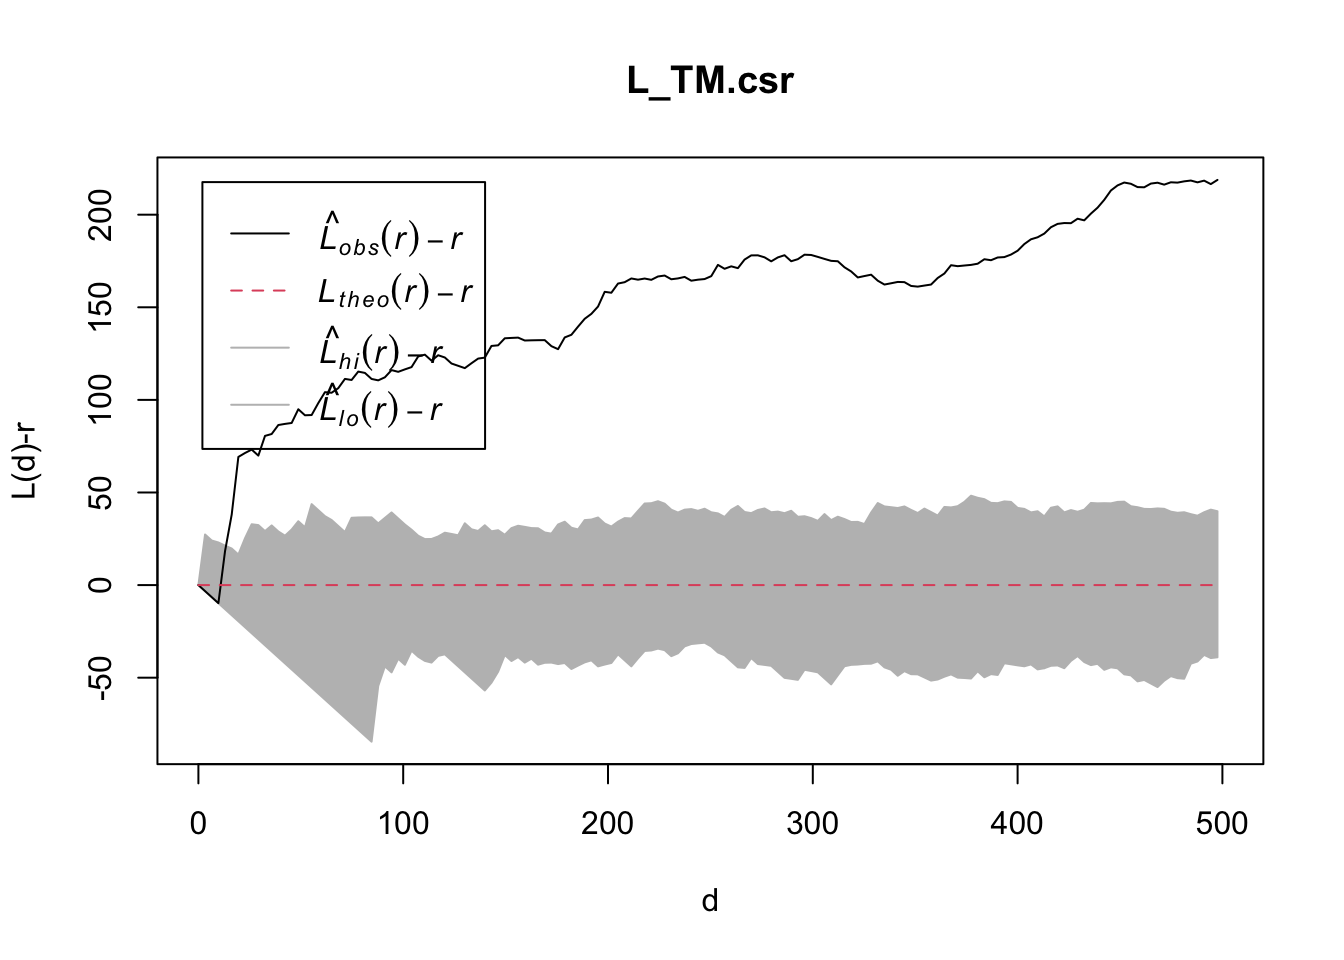 L_TM.csr
L̂obs(r) − r
Ltheo(r) − r
L̂hi(r) − r
L̂lo(r) − r
L(d)-r
200
150
100
50
0
-50
0 100 200 300 400 500
d